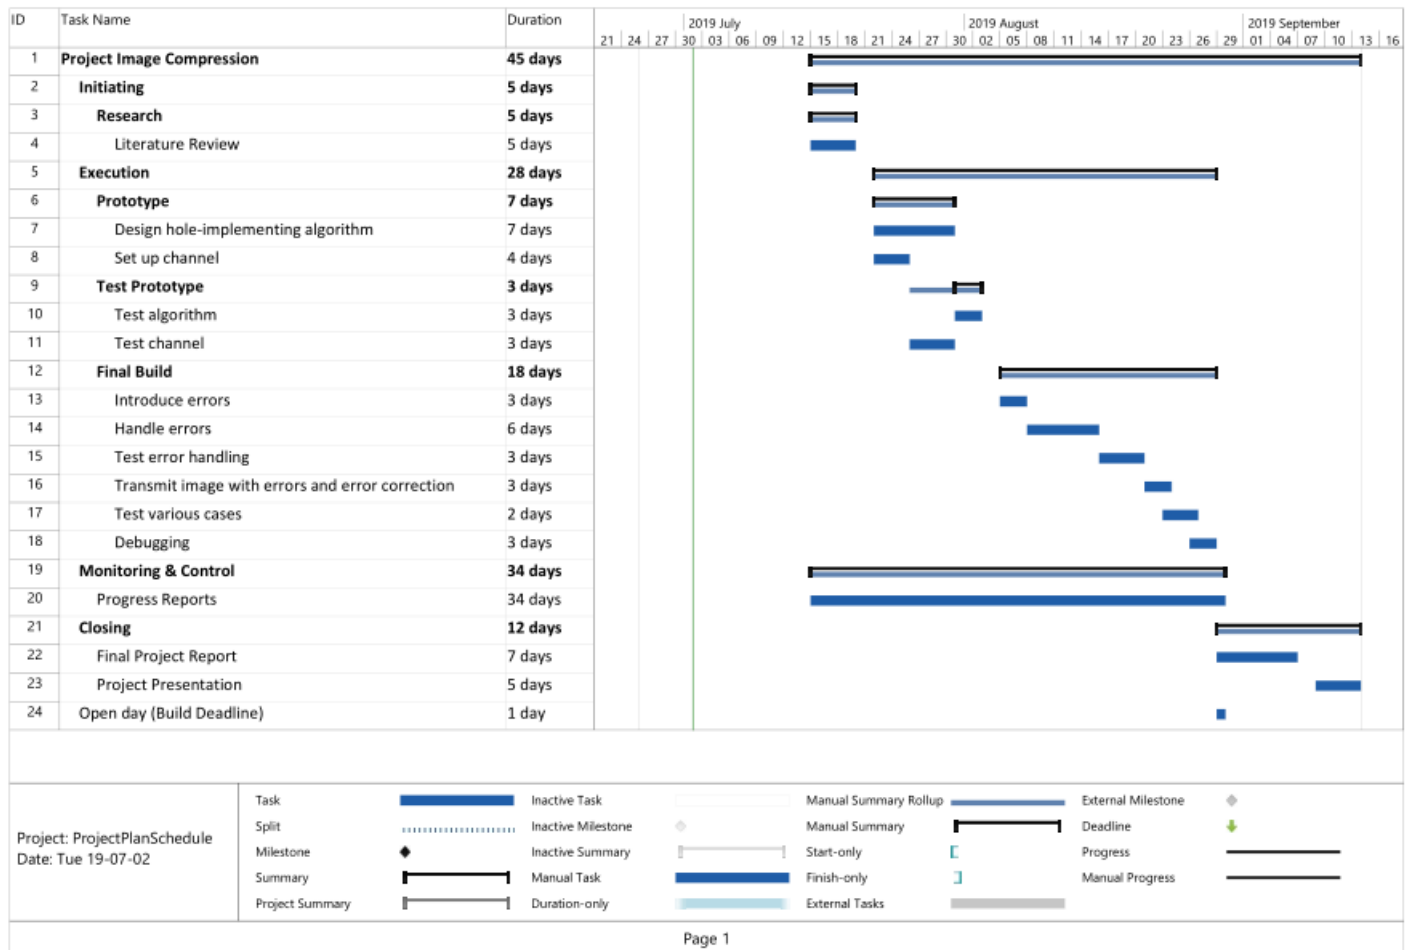 ID Task Name Duration 2019 July 2019 August 2019 September
21 24 27 30 03 06 09 12 15 18 21 24 27 30 02 05 08 11 14 17 20 23 26 29 01 04 07 10 13 16
1 Project Image Compression 45 days
2 Initiating 5 days
3 Research 5 days
4 Literature Review 5 days
5 Execution 28 days
6 Prototype 7 days
7 Design hole-implementing algorithm 7 days
8 Set up channel 4 days
9 Test Prototype 3 days
10 Test algorithm 3 days
11 Test channel 3 days
12 Final Build 18 days
13 Introduce errors 3 days
14 Handle errors 6 days
15 Test error handling 3 days
16 Transmit image with errors and error correction 3 days
17 Test various cases 2 days
18 Debugging 3 days
19 Monitoring & Control 34 days
20 Progress Reports 34 days
21 Closing 12 days
22 Final Project Report 7 days
23 Project Presentation 5 days
24 Open day (Build Deadline) 1 day
Project: ProjectPlanSchedule
Date: Tue 19-07-02
Task Inactive Task Manual Summary Rollup External Milestone
Split Inactive Milestone Manual Summary Deadline
Milestone Inactive Summary Start-only Progress
Summary Manual Task Finish-only Manual Progress
Project Summary Duration-only External Tasks
Page 1